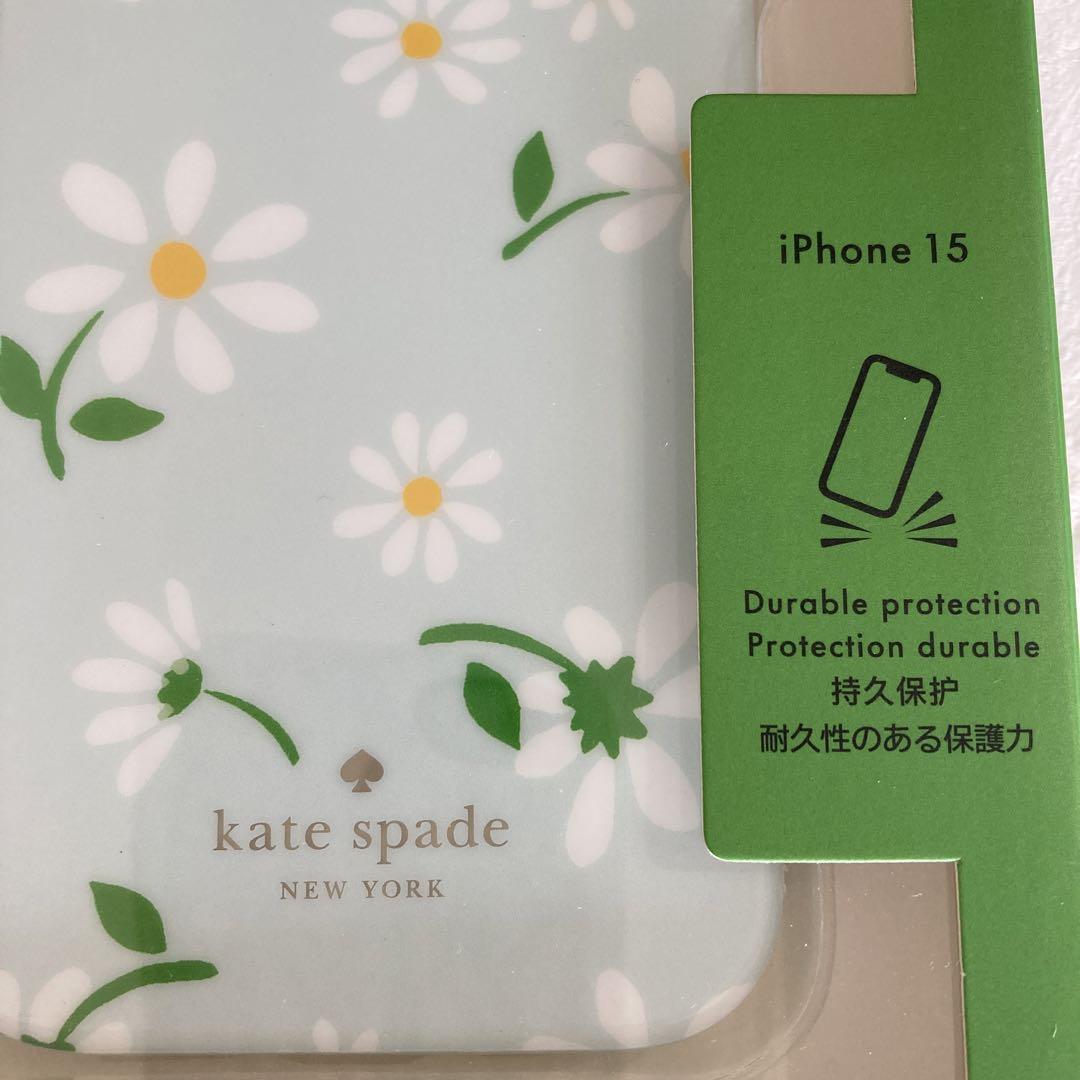 iPhone 15
Durable protection
Protection durable
持久保护
耐久性のある保護力
kate spade
NEW YORK